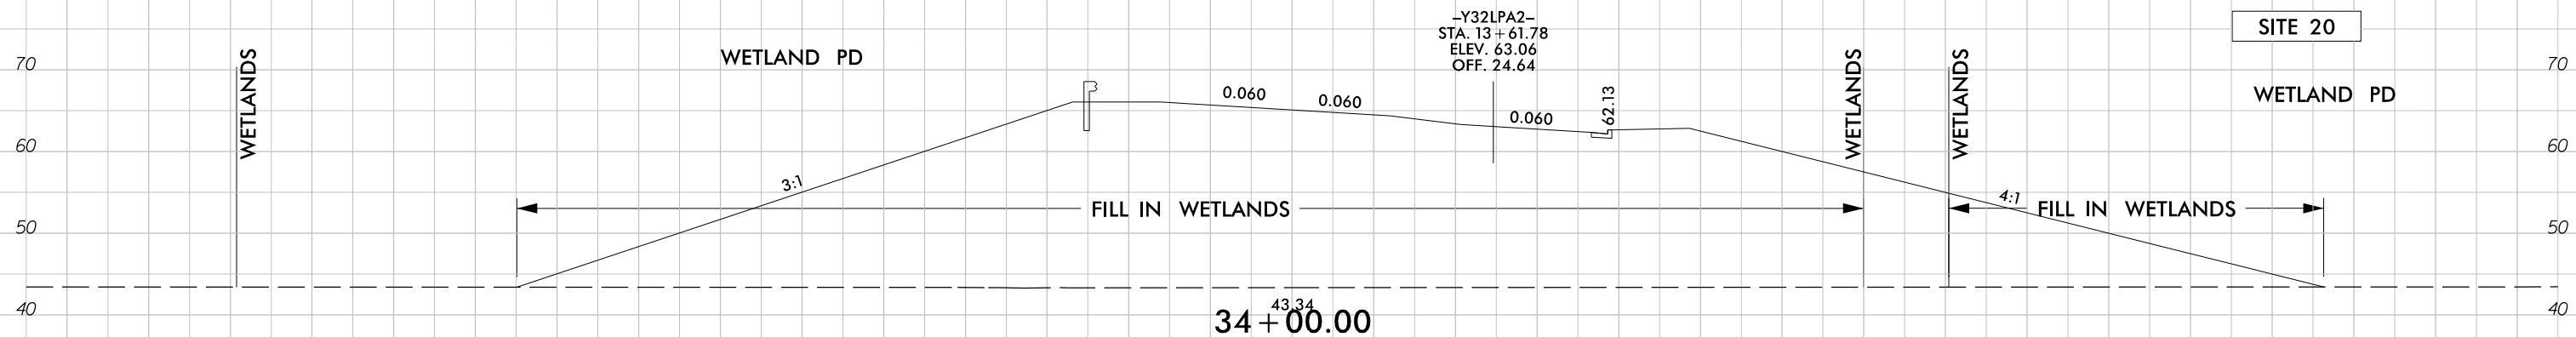 -Y32LPA2-
STA. 13+61.78
ELEV. 63.06
OFF. 24.64
SITE 20
WETLANDS
WETLAND PD
WETLANDS
WETLANDS
WETLAND PD
70
70
0.060
0.060
0.060
62.13
60
60
3:1
4:1
FILL IN WETLANDS
FILL IN WETLANDS
50
50
43.34
40
40
34+00.00